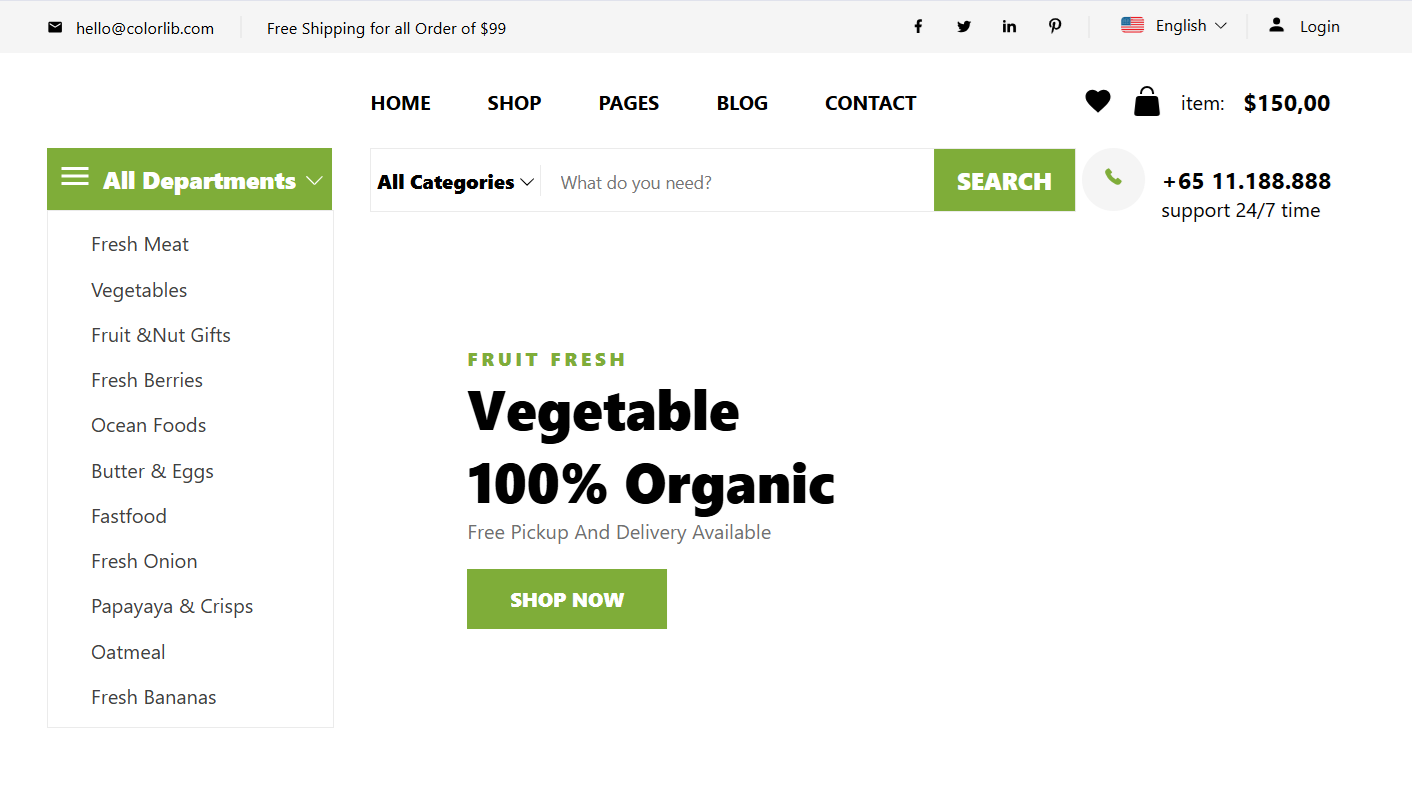 hello@colorlib.com
Free Shipping for all Order of $99
English
Login
HOME
SHOP
PAGES
BLOG
CONTACT
item: $150,00
All Departments
All Categories
What do you need?
SEARCH
+65 11.188.888
support 24/7 time
Fresh Meat
Vegetables
Fruit &Nut Gifts
Fresh Berries
Ocean Foods
Butter & Eggs
Fastfood
Fresh Onion
Papayaya & Crisps
Oatmeal
Fresh Bananas
FRUIT FRESH
Vegetable
100% Organic
Free Pickup And Delivery Available
SHOP NOW